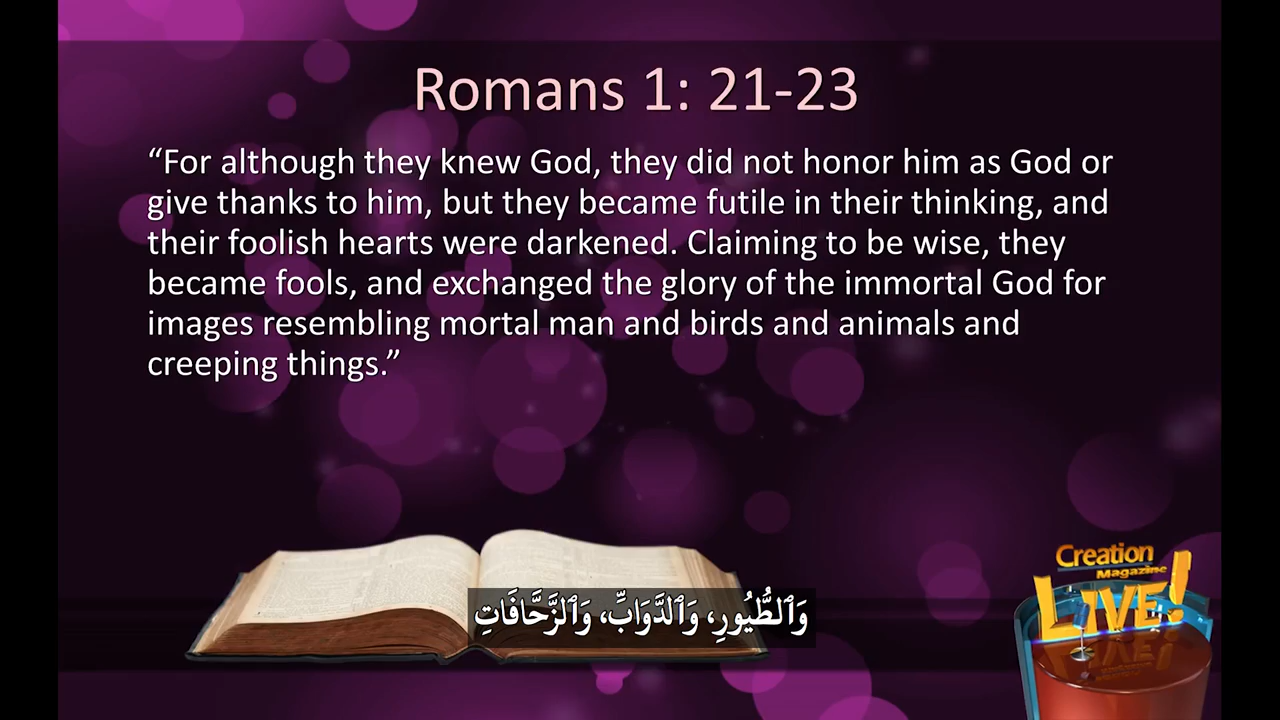 Romans 1: 21-23
“For although they knew God, they did not honor him as God or
give thanks to him, but they became futile in their thinking, and
their foolish hearts were darkened. Claiming to be wise, they
became fools, and exchanged the glory of the immortal God for
images resembling mortal man and birds and animals and
creeping things.”
وَٱلطُّيُورِ، وَٱلدَّوَابِّ، وَٱلزَّحَّافَاتِ
Creation
Magazine
LIVE!